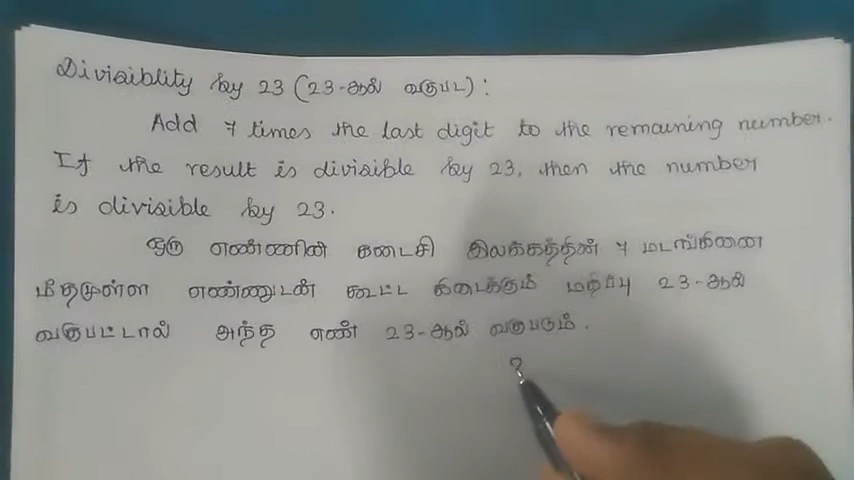 Divisiblity by 23 (23-ஆல் வகுபட):
Add 7 times the last digit to the remaining number.
If the result is divisible by 23, then the number
is divisible by 23.
ஒரு எண்ணின் கடைசி இலக்கத்தின் 7 மடங்கினை
மீதமுள்ள எண்ணுடன் கூட்ட கிடைக்கும் மதிப்பு 23-ஆல்
வகுபட்டால் அந்த எண் 23-ஆல் வகுபடும்.